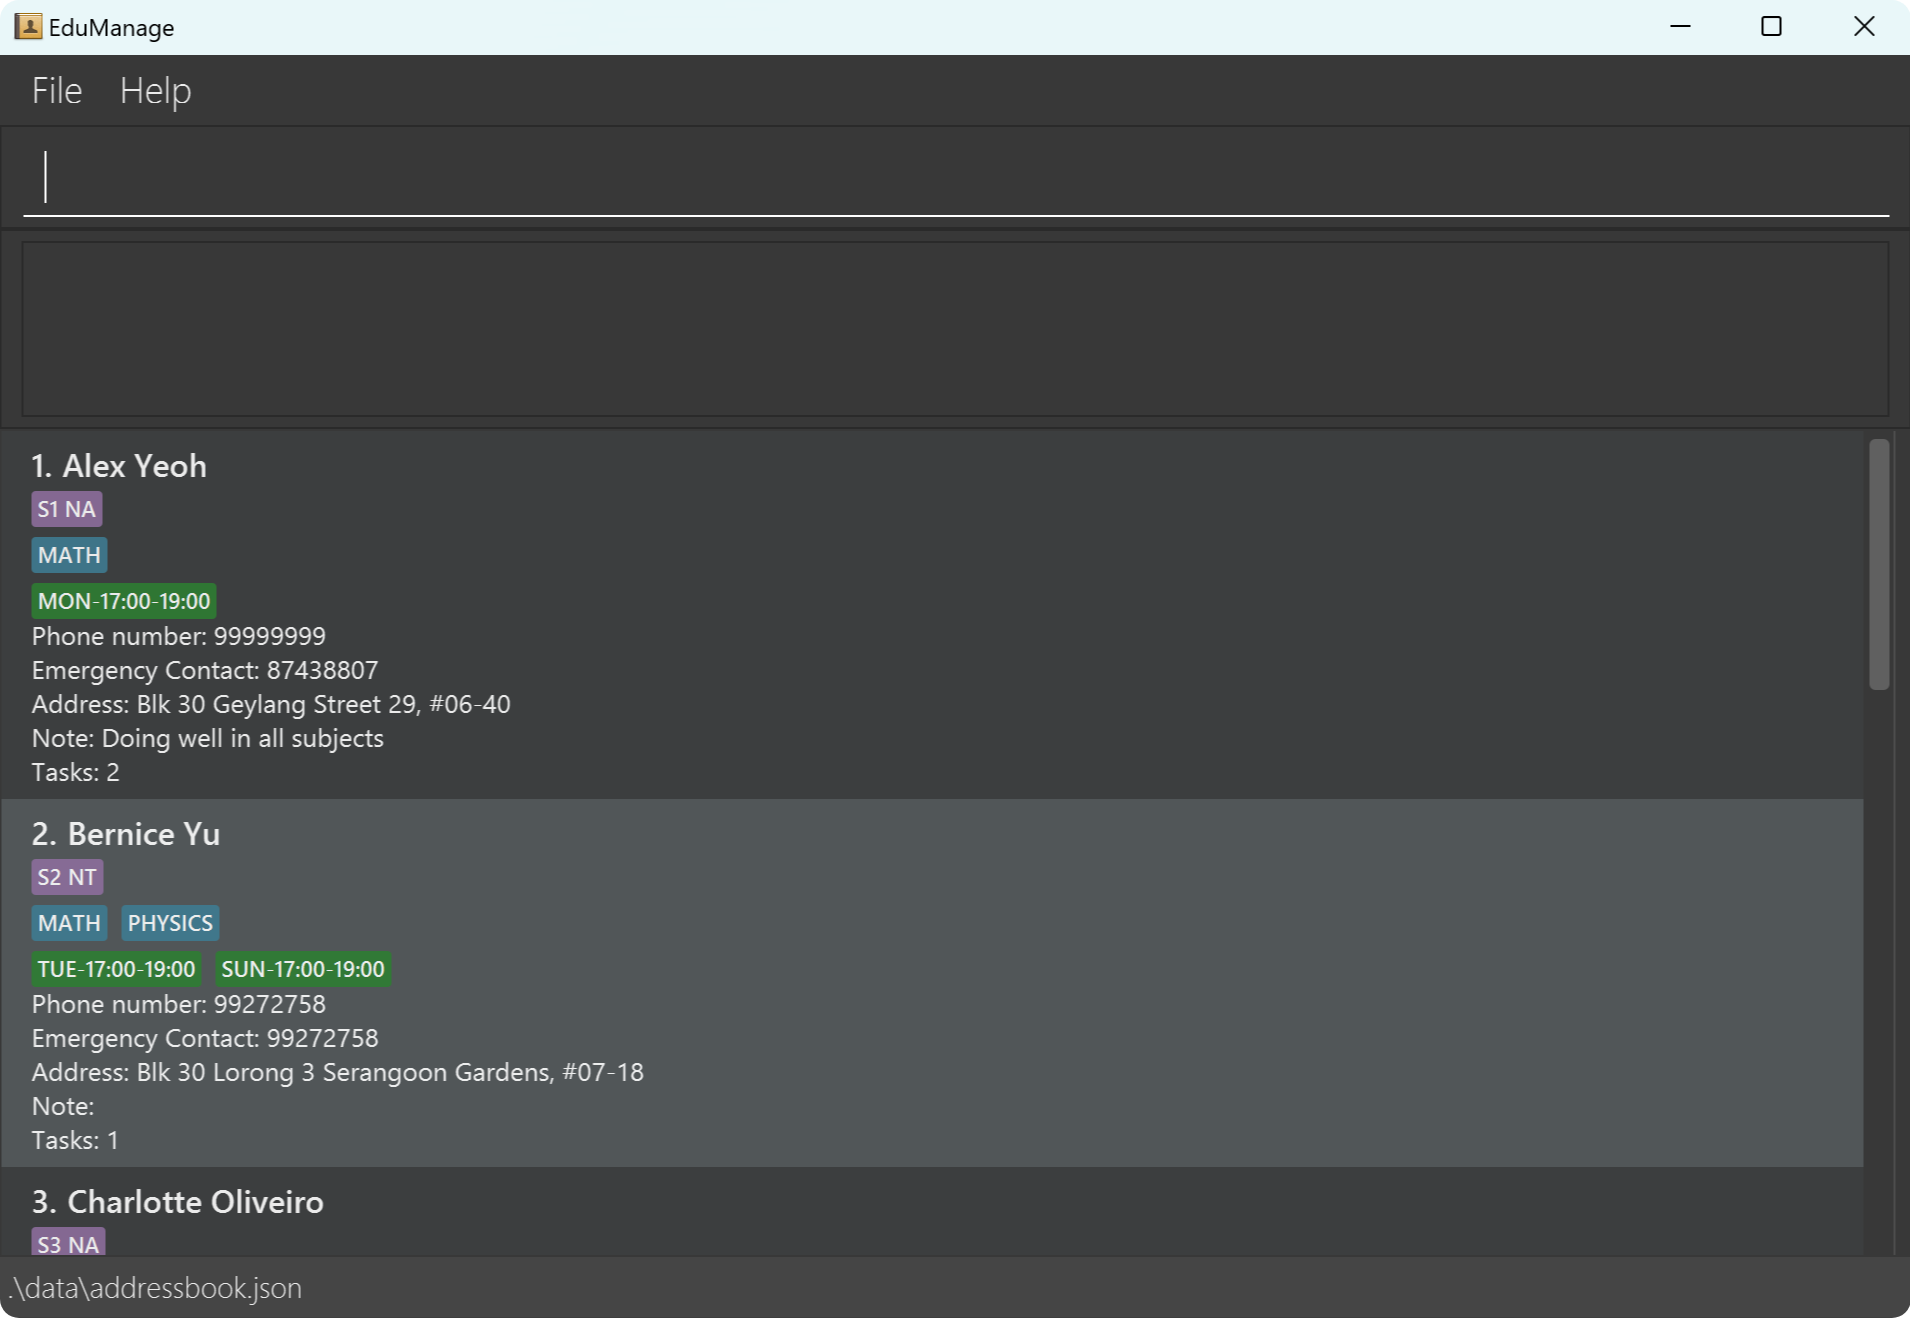 EduManage
File Help
1. Alex Yeoh
S1 NA
MATH
MON-17:00-19:00
Phone number: 99999999
Emergency Contact: 87438807
Address: Blk 30 Geylang Street 29, #06-40
Note: Doing well in all subjects
Tasks: 2
2. Bernice Yu
S2 NT
MATH PHYSICS
TUE-17:00-19:00 SUN-17:00-19:00
Phone number: 99272758
Emergency Contact: 99272758
Address: Blk 30 Lorong 3 Serangoon Gardens, #07-18
Note:
Tasks: 1
3. Charlotte Oliveiro
S3 NA
.\data\addressbook.json